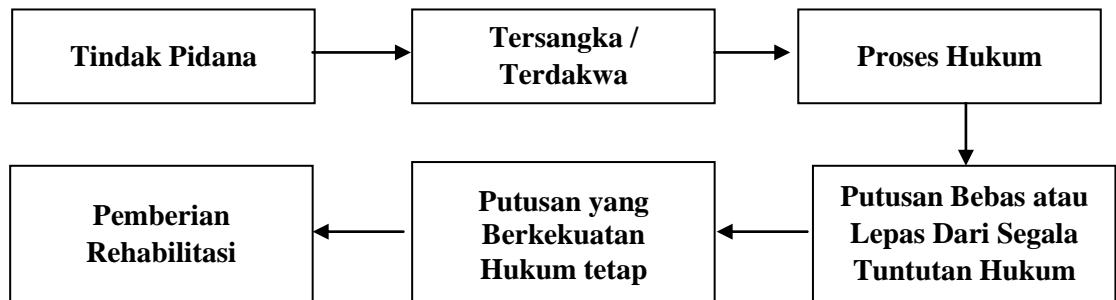 Tindak Pidana
Tersangka /
Terdakwa
Proses Hukum
Pemberian
Rehabilitasi
Putusan yang
Berkekuatan
Hukum tetap
Putusan Bebas atau
Lepas Dari Segala
Tuntutan Hukum